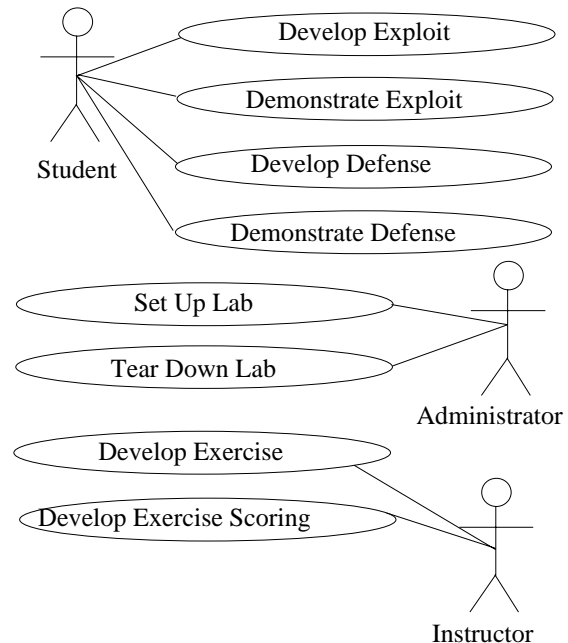 Develop Exploit
Demonstrate Exploit
Develop Defense
Student
Demonstrate Defense
Set Up Lab
Tear Down Lab
Administrator
Develop Exercise
Develop Exercise Scoring
Instructor